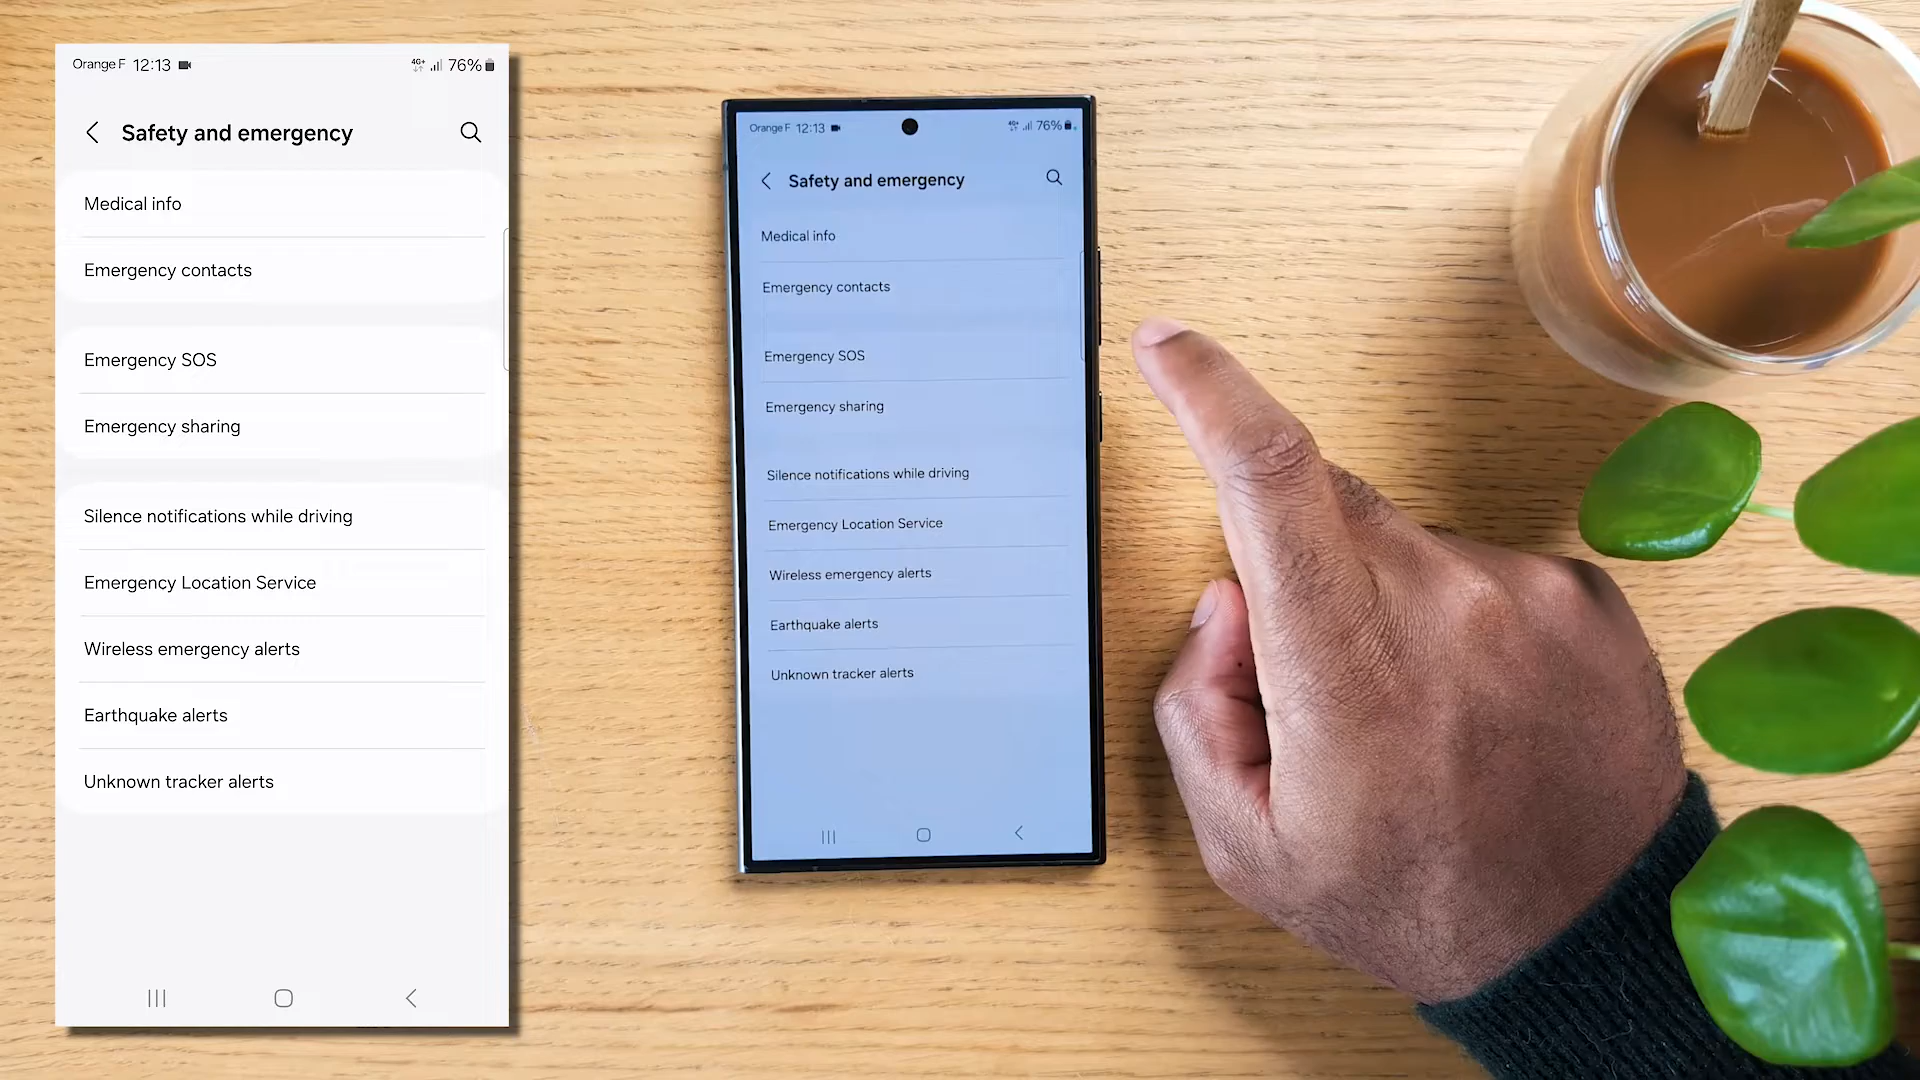 Orange F 12:13 4G+ 76%
Safety and emergency
Medical info
Emergency contacts
Emergency SOS
Emergency sharing
Silence notifications while driving
Emergency Location Service
Wireless emergency alerts
Earthquake alerts
Unknown tracker alerts
Orange F 12:13 4G+ 76%
Safety and emergency
Medical info
Emergency contacts
Emergency SOS
Emergency sharing
Silence notifications while driving
Emergency Location Service
Wireless emergency alerts
Earthquake alerts
Unknown tracker alerts